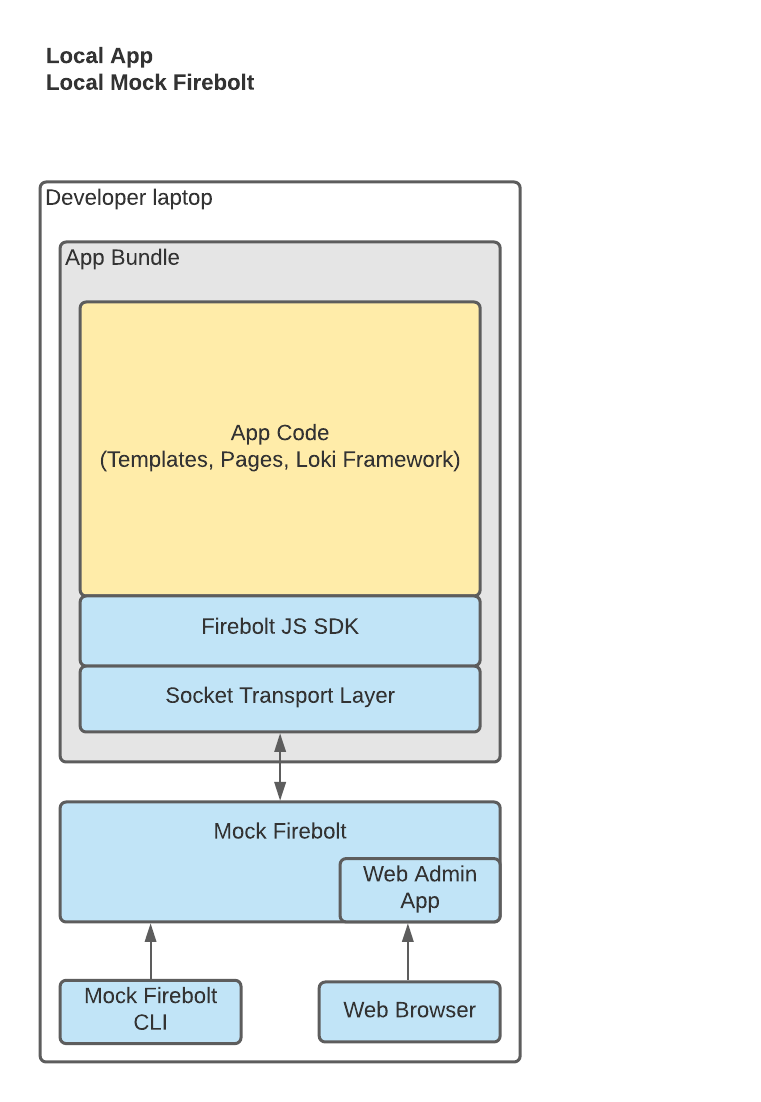 Local App
Local Mock Firebolt
Developer laptop
App Bundle
App Code
(Templates, Pages, Loki Framework)
Firebolt JS SDK
Socket Transport Layer
Mock Firebolt
Web Admin
App
Mock Firebolt
CLI
Web Browser